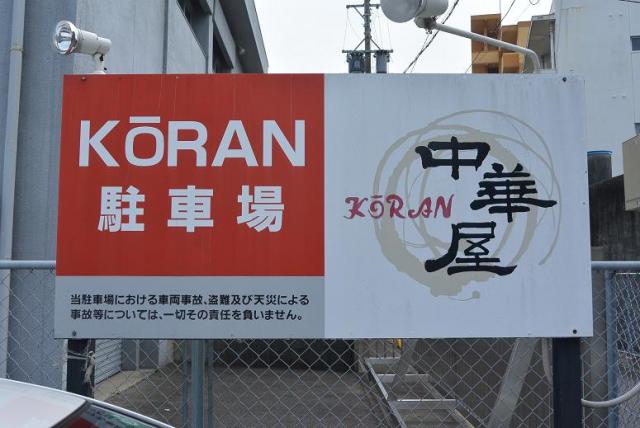 KŌRAN
駐車場
当駐車場における車両事故、盗難及び天災による
事故等については、一切その責任を負いません。
KŌRAN
中華屋